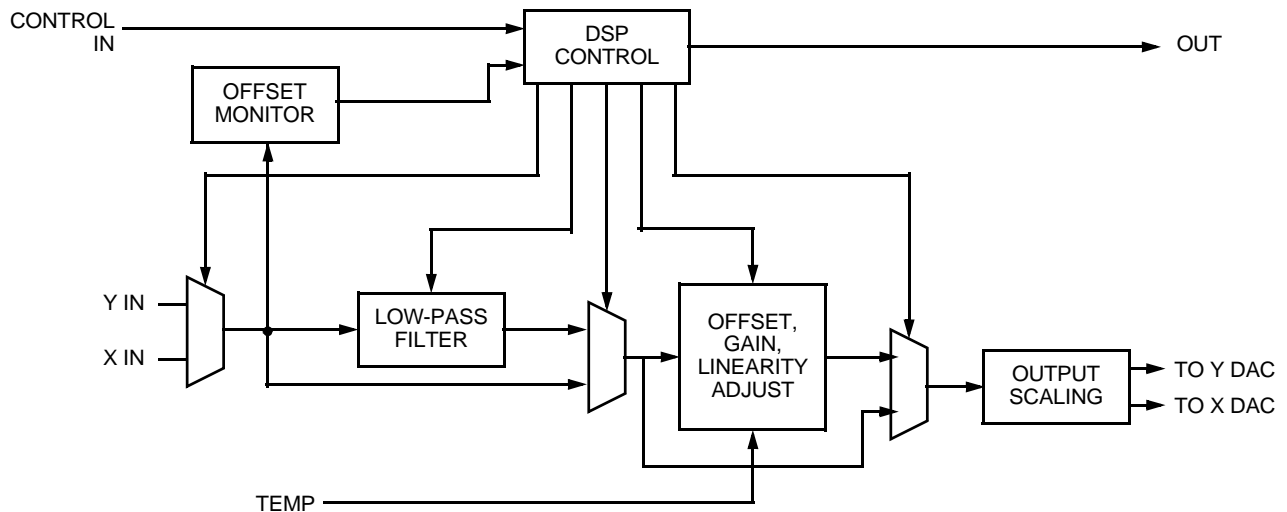 CONTROL
IN
DSP
CONTROL
OUT
OFFSET
MONITOR
Y IN
X IN
LOW-PASS
FILTER
OFFSET,
GAIN,
LINEARITY
ADJUST
OUTPUT
SCALING
TO Y DAC
TO X DAC
TEMP